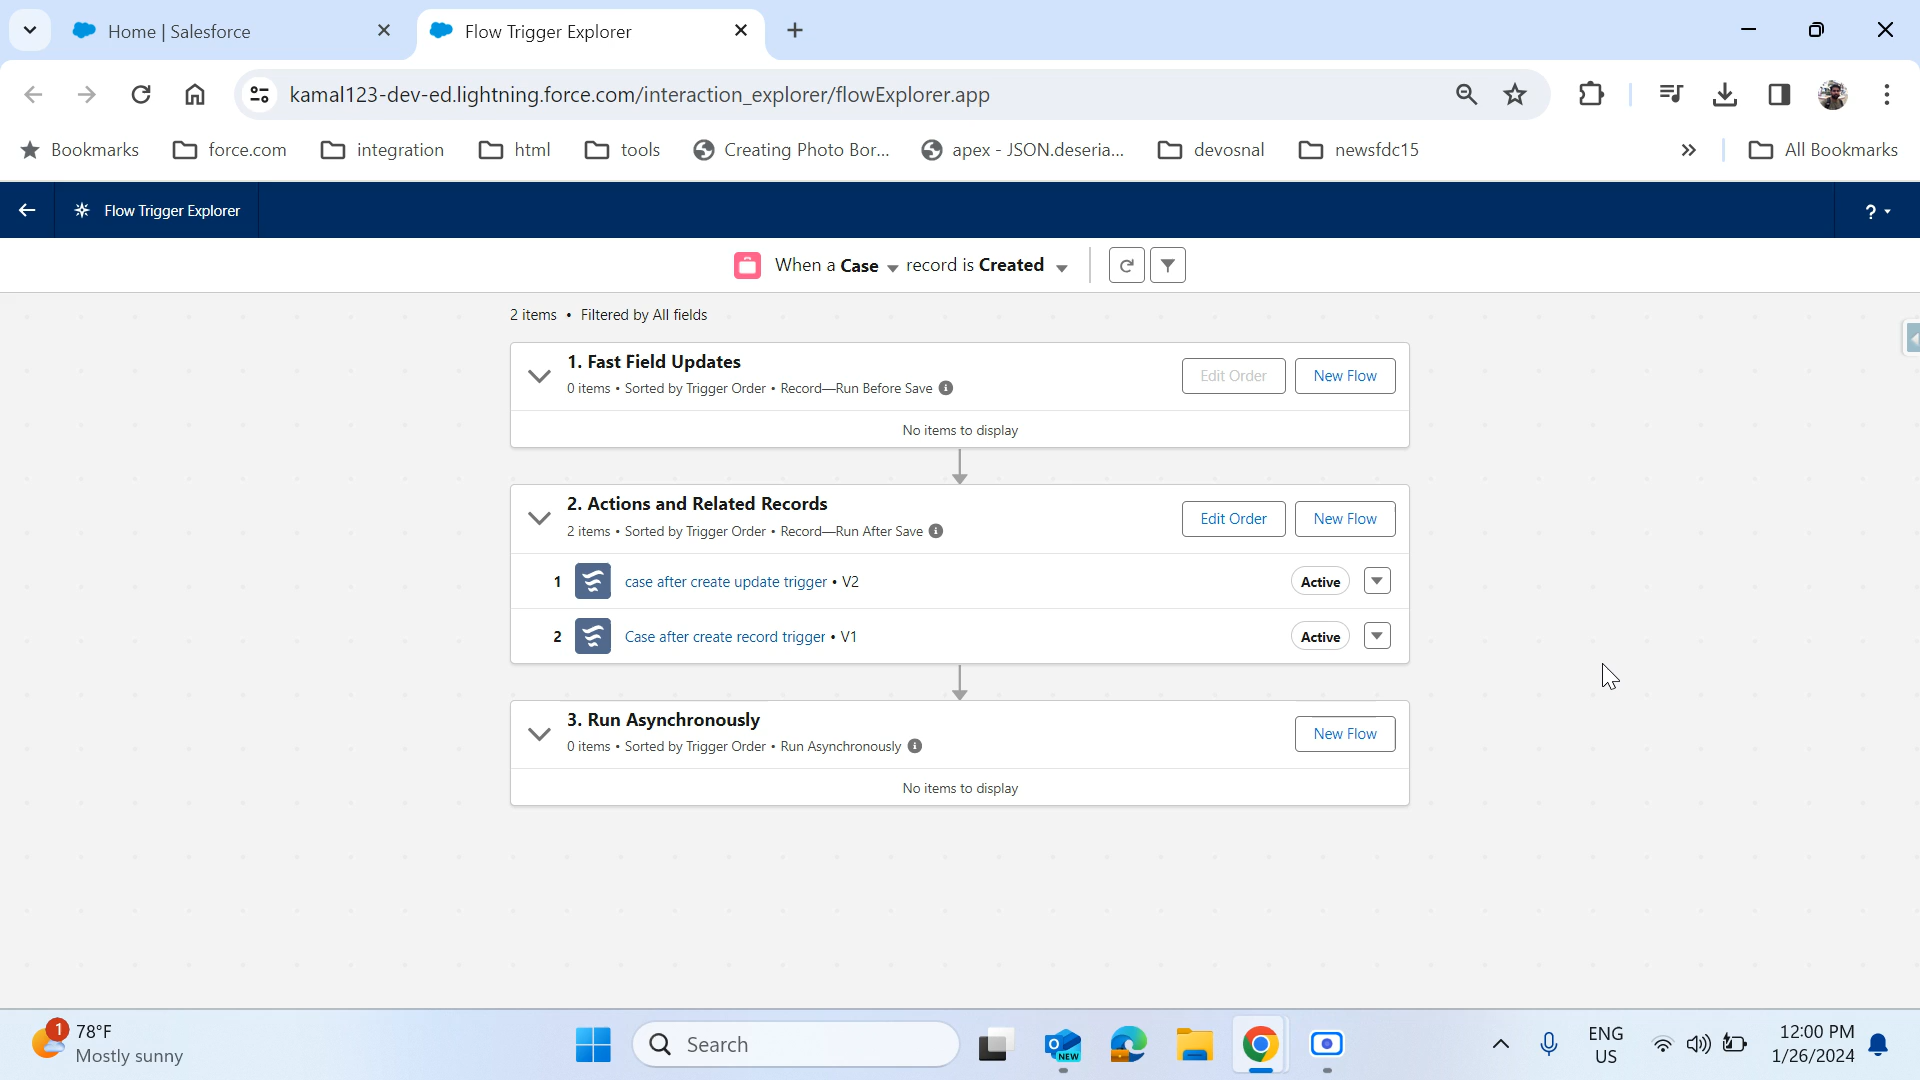 Home | Salesforce
Flow Trigger Explorer
kamal123-dev-ed.lightning.force.com/interaction_explorer/flowExplorer.app
Bookmarks force.com integration html tools Creating Photo Bor... apex - JSON.deseria... devosnal newsfdc15 » All Bookmarks
Flow Trigger Explorer ?
When a Case record is Created
2 items • Filtered by All fields
1. Fast Field Updates
0 items • Sorted by Trigger Order • Record—Run Before Save
Edit Order New Flow
No items to display
2. Actions and Related Records
2 items • Sorted by Trigger Order • Record—Run After Save
Edit Order New Flow
1 case after create update trigger • V2 Active
2 Case after create record trigger • V1 Active
3. Run Asynchronously
0 items • Sorted by Trigger Order • Run Asynchronously
New Flow
No items to display
1
78°F
Mostly sunny
Search
NEW
ENG
US
12:00 PM
1/26/2024